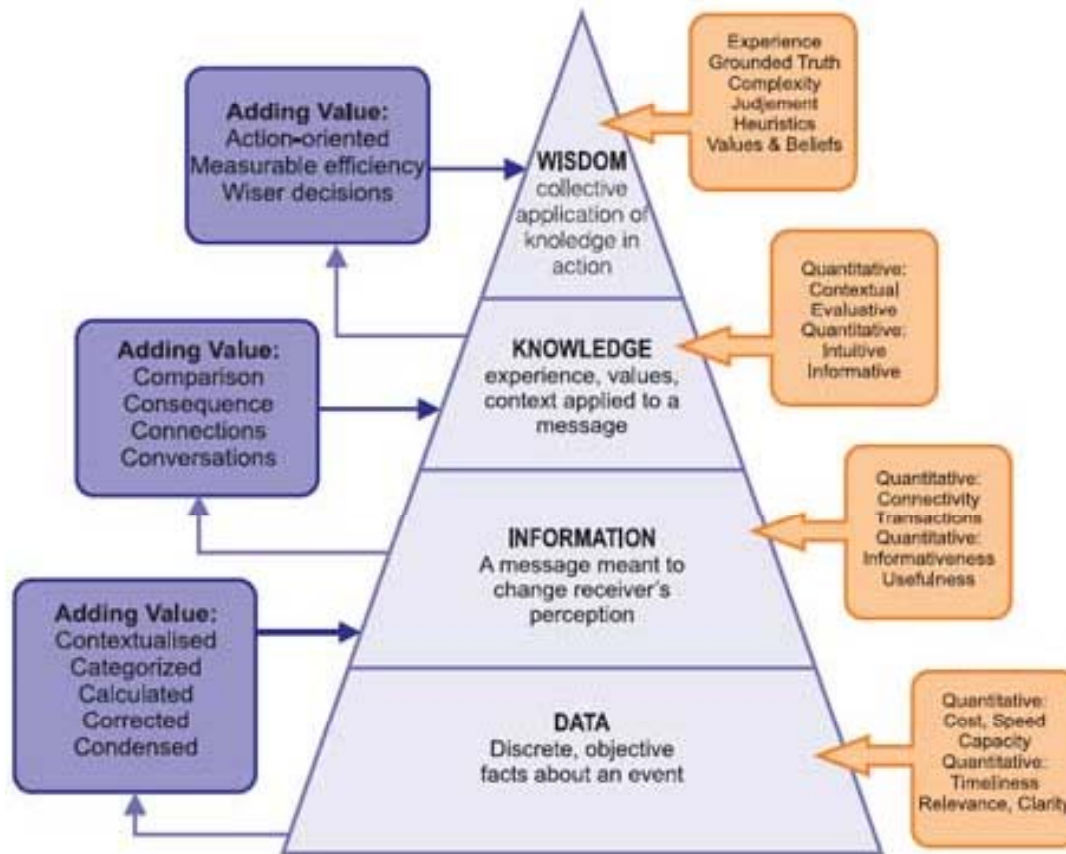 Experience
Grounded Truth
Complexity
Judjement
Heuristics
Values & Beliefs
Adding Value:
Action-oriented
Measurable efficiency
Wiser decisions
WISDOM
collective
application of
knoledge in
action
Quantitative:
Contextual
Evaluative
Quantitative:
Intuitive
Informative
Adding Value:
Comparison
Consequence
Connections
Conversations
KNOWLEDGE
experience, values,
context applied to a
message
Quantitative:
Connectivity
Transactions
Quantitative:
Informativeness
Usefulness
INFORMATION
A message meant to
change receiver's
perception
Adding Value:
Contextualised
Categorized
Calculated
Corrected
Condensed
DATA
Discrete, objective
facts about an event
Quantitative:
Cost, Speed
Capacity
Quantitative:
Timeliness
Relevance, Clarity